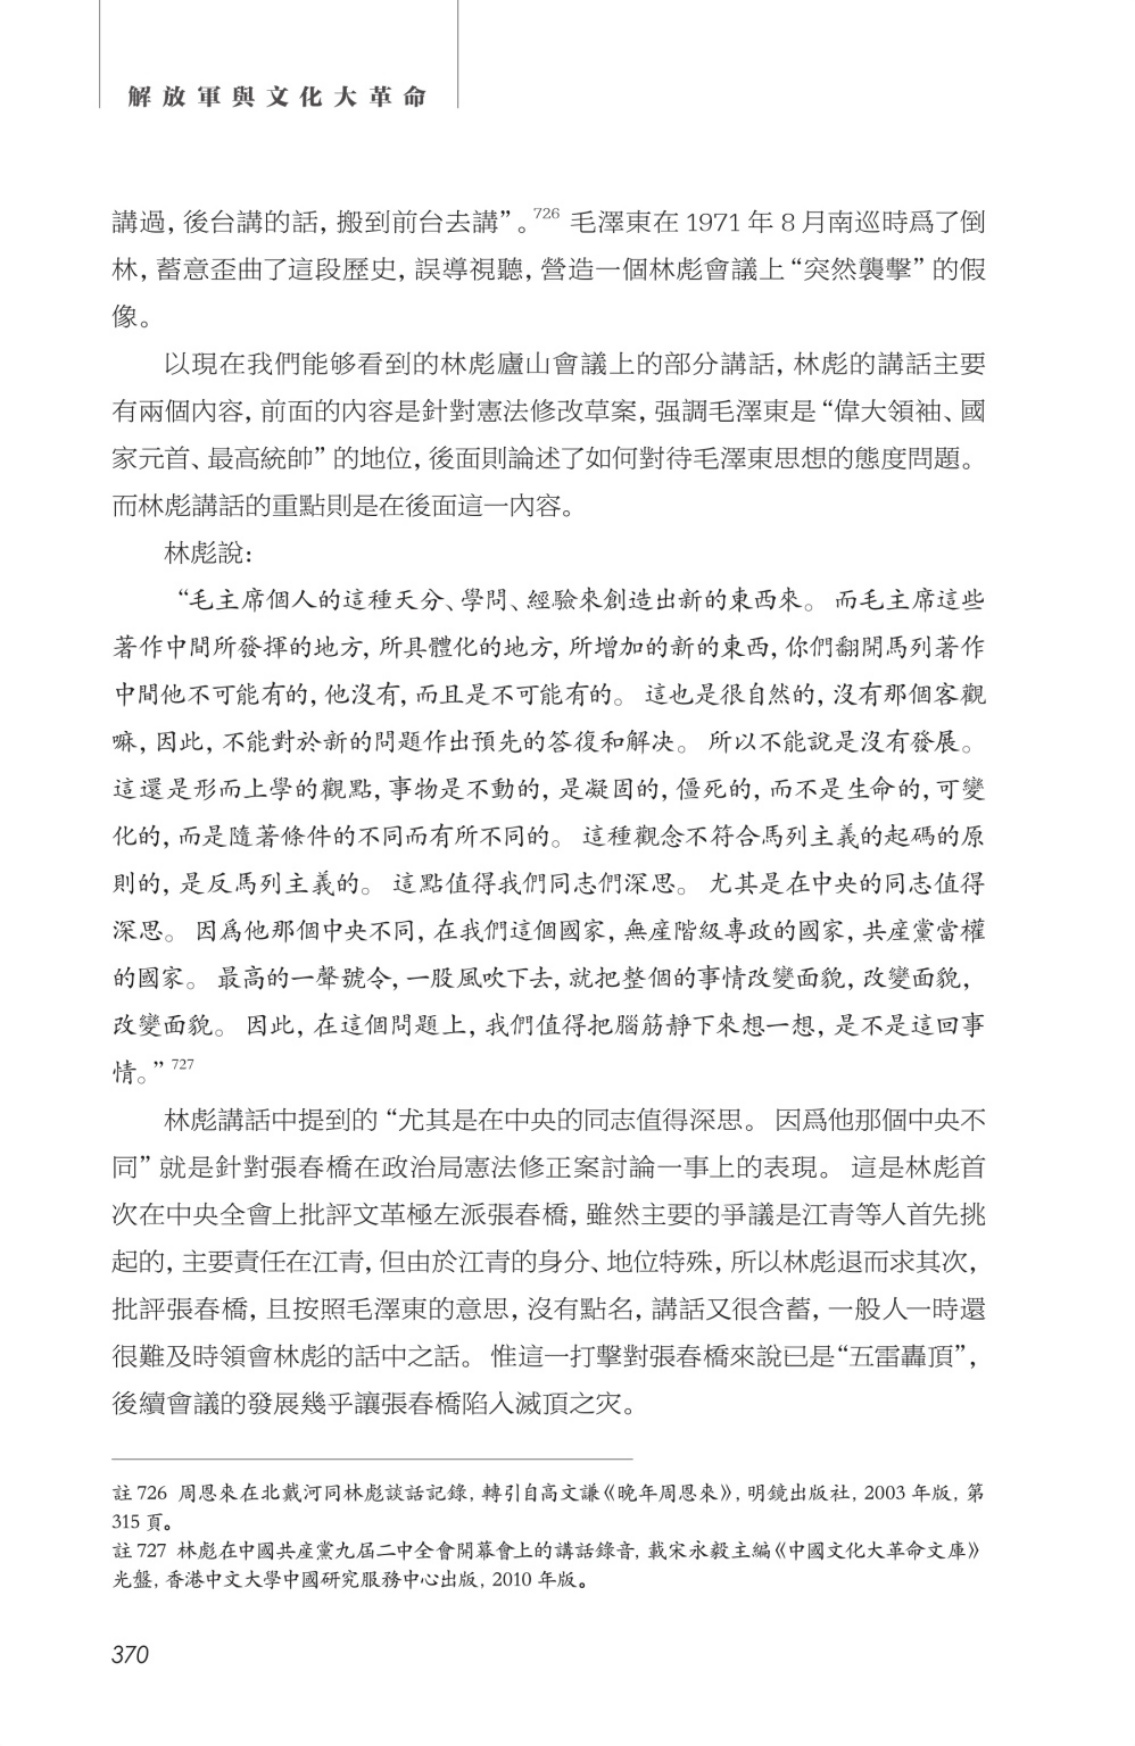 解放軍與文化大革命
講過, 後台講的話, 搬到前台去講”。726 毛澤東在 1971 年 8 月南巡時爲了倒
林, 蓄意歪曲了這段歷史, 誤導視聽, 營造一個林彪會議上 “突然襲擊” 的假
像。
以現在我們能够看到的林彪廬山會議上的部分講話, 林彪的講話主要
有兩個內容, 前面的內容是針對憲法修改草案, 强調毛澤東是 “偉大領袖、國
家元首、最高統帥” 的地位, 後面則論述了如何對待毛澤東思想的態度問題。
而林彪講話的重點則是在後面這一內容。
林彪說:
“毛主席個人的這種天分、學問、經驗來創造出新的東西來。 而毛主席這些
著作中間所發揮的地方, 所具體化的地方, 所增加的新的東西, 你們翻開馬列著作
中間他不可能有的, 他沒有, 而且是不可能有的。 這也是很自然的, 沒有那個客觀
嘛, 因此, 不能對於新的問題作出預先的答復和解决。 所以不能說是沒有發展。
這還是形而上學的觀點, 事物是不動的, 是凝固的, 僵死的, 而不是生命的, 可變
化的, 而是隨著條件的不同而有所不同的。 這種觀念不符合馬列主義的起碼的原
則的, 是反馬列主義的。 這點值得我們同志們深思。 尤其是在中央的同志值得
深思。 因爲他那個中央不同, 在我們這個國家, 無産階級專政的國家, 共産黨當權
的國家。 最高的一聲號令, 一股風吹下去, 就把整個的事情改變面貌, 改變面貌,
改變面貌。 因此, 在這個問題上, 我們值得把腦筋靜下來想一想, 是不是這回事
情。” 727
林彪講話中提到的 “尤其是在中央的同志值得深思。 因爲他那個中央不
同” 就是針對張春橋在政治局憲法修正案討論一事上的表現。 這是林彪首
次在中央全會上批評文革極左派張春橋, 雖然主要的爭議是江青等人首先挑
起的, 主要責任在江青, 但由於江青的身分、地位特殊, 所以林彪退而求其次,
批評張春橋, 且按照毛澤東的意思, 沒有點名, 講話又很含蓄, 一般人一時還
很難及時領會林彪的話中之話。 惟這一打擊對張春橋來說已是“五雷轟頂”,
後續會議的發展幾乎讓張春橋陷入滅頂之灾。
註 726 周恩來在北戴河同林彪談話記錄, 轉引自高文謙《晚年周恩來》, 明鏡出版社, 2003 年版, 第
315 頁。
註 727 林彪在中國共産黨九屆二中全會開幕會上的講話錄音, 載宋永毅主編《中國文化大革命文庫》
光盤, 香港中文大學中國研究服務中心出版, 2010 年版。
370